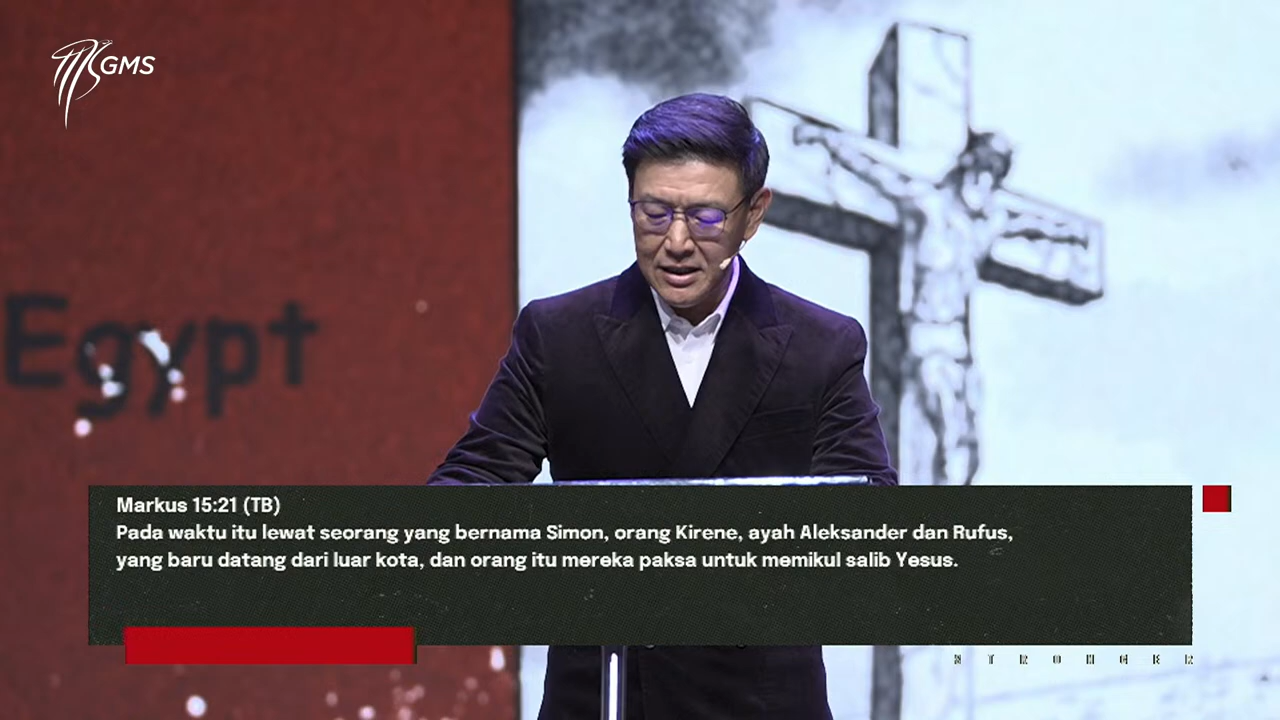 GMS
Egypt
Markus 15:21 (TB)
Pada waktu itu lewat seorang yang bernama Simon, orang Kirene, ayah Aleksander dan Rufus,
yang baru datang dari luar kota, dan orang itu mereka paksa untuk memikul salib Yesus.
STRONGER